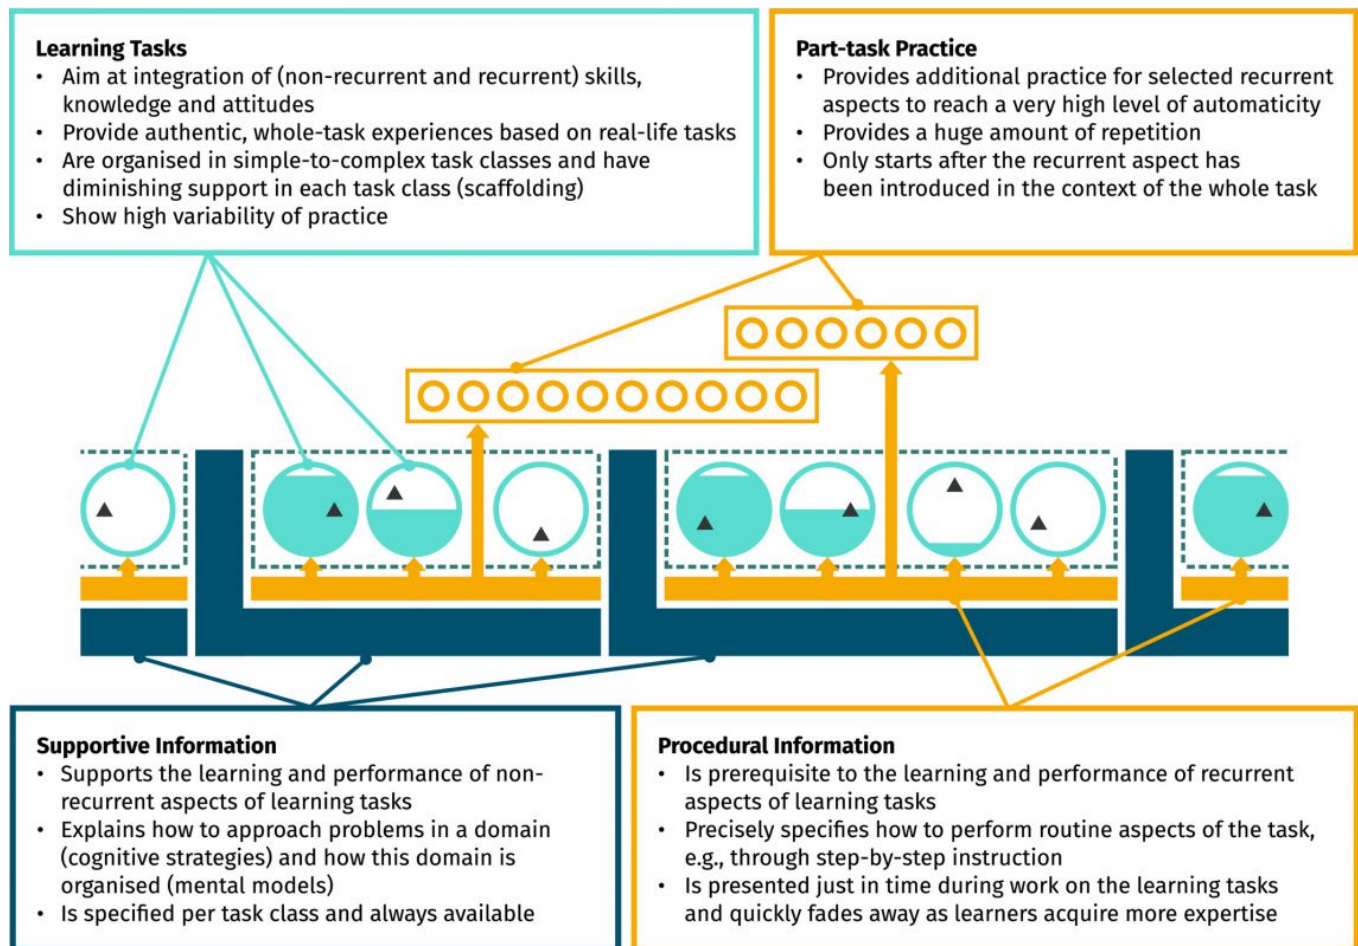 Learning Tasks
• Aim at integration of (non-recurrent and recurrent) skills,
knowledge and attitudes
• Provide authentic, whole-task experiences based on real-life tasks
• Are organised in simple-to-complex task classes and have
diminishing support in each task class (scaffolding)
• Show high variability of practice
Part-task Practice
• Provides additional practice for selected recurrent
aspects to reach a very high level of automaticity
• Provides a huge amount of repetition
• Only starts after the recurrent aspect has
been introduced in the context of the whole task
Supportive Information
• Supports the learning and performance of non-
recurrent aspects of learning tasks
• Explains how to approach problems in a domain
(cognitive strategies) and how this domain is
organised (mental models)
• Is specified per task class and always available
Procedural Information
• Is prerequisite to the learning and performance of recurrent
aspects of learning tasks
• Precisely specifies how to perform routine aspects of the task,
e.g., through step-by-step instruction
• Is presented just in time during work on the learning tasks
and quickly fades away as learners acquire more expertise